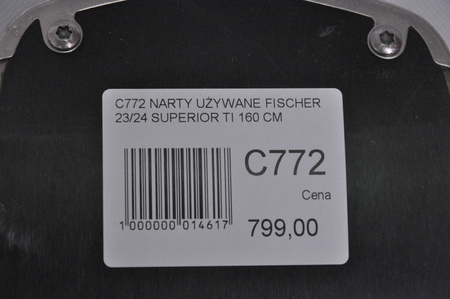 C772 NARTY UŻYWANE FISCHER
23/24 SUPERIOR TI 160 CM
C772
Cena
1 000000 014617
799,00